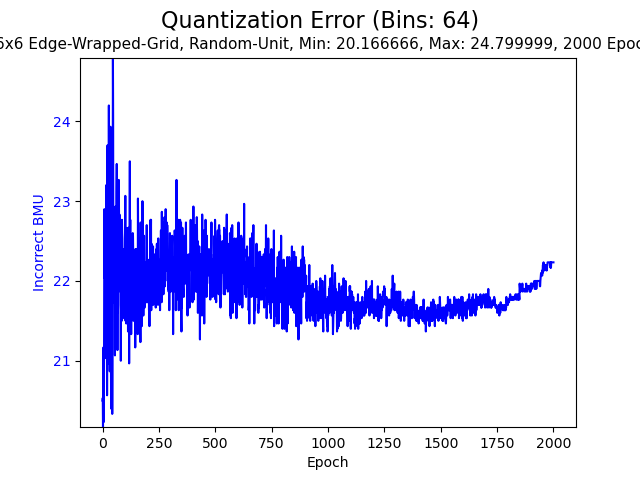 Quantization Error (Bins: 64)
6x6 Edge-Wrapped-Grid, Random-Unit, Min: 20.166666, Max: 24.799999, 2000 Epoc
24
23
22
21
Incorrect BMU
0 250 500 750 1000 1250 1500 1750 2000
Epoch